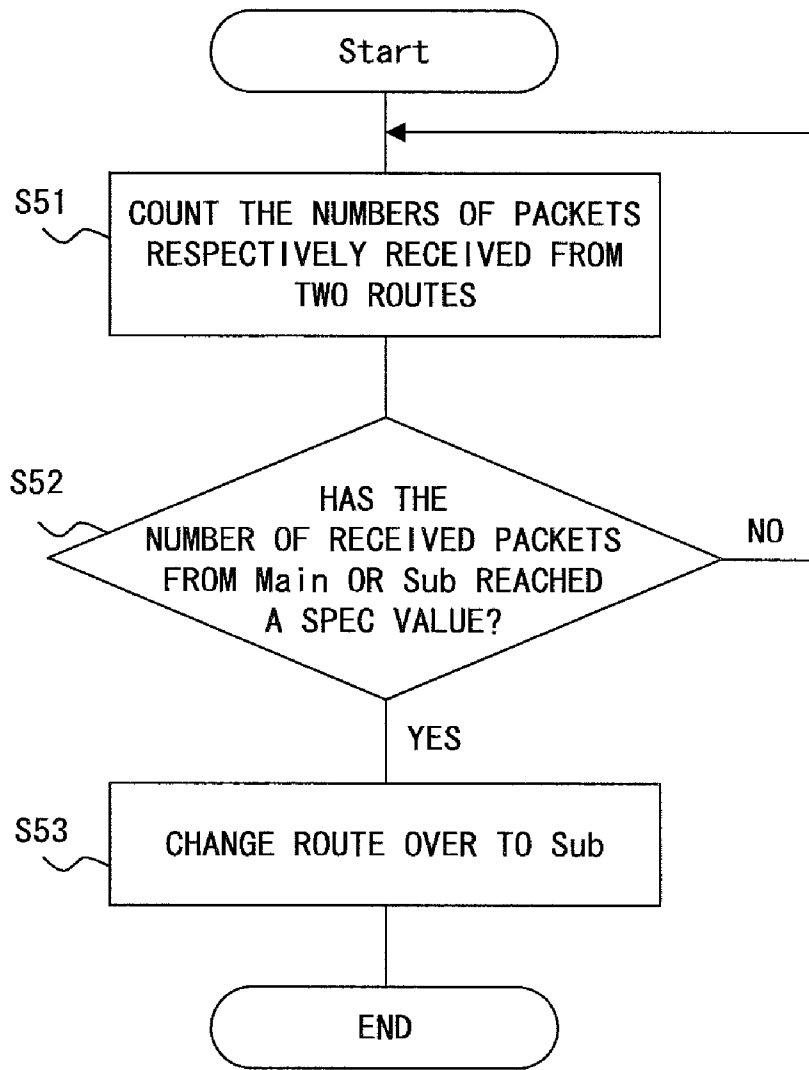 Start
S51
COUNT THE NUMBERS OF PACKETS
RESPECTIVELY RECEIVED FROM
TWO ROUTES
S52
HAS THE
NUMBER OF RECEIVED PACKETS
FROM Main OR Sub REACHED
A SPEC VALUE?
NO
YES
S53
CHANGE ROUTE OVER TO Sub
END